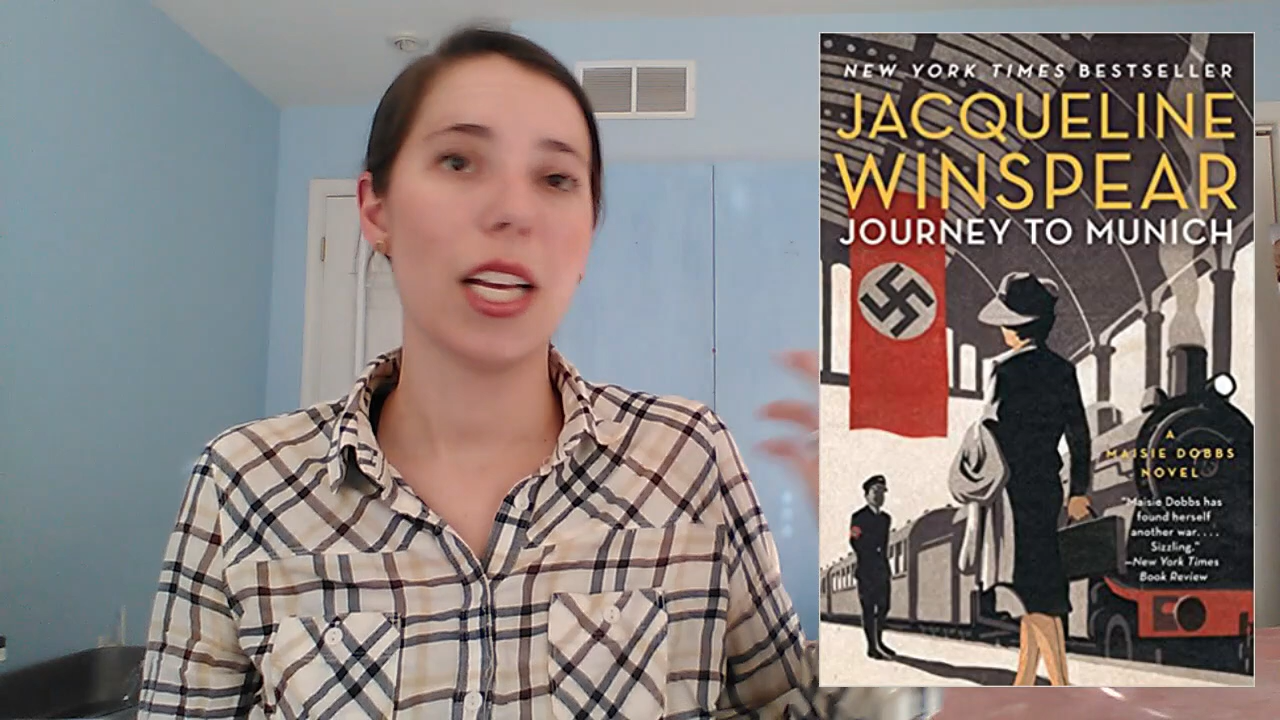 NEW YORK TIMES BESTSELLER
JACQUELINE
WINSPEAR
JOURNEY TO MUNICH
A
MAISIE DOBBS
NOVEL
"Maisie Dobbs has
found herself
another war....
Sizzling."
—New York Times
Book Review